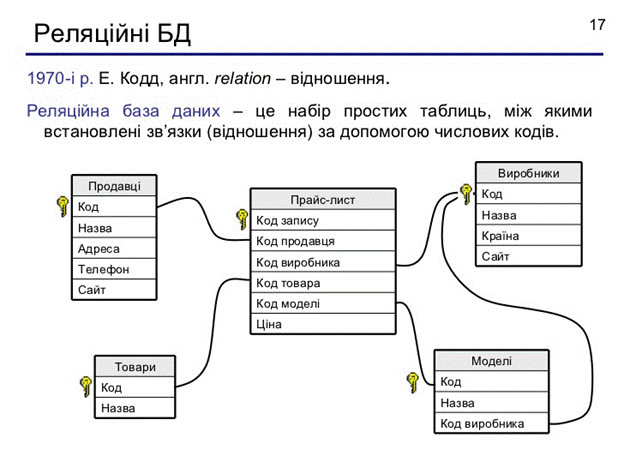 17
Реляційні БД
1970-і р. Е. Кодд, англ. relation – відношення.
Реляційна база даних – це набір простих таблиць, між якими
встановлені зв'язки (відношення) за допомогою числових кодів.
Продавці
Код
Назва
Адреса
Телефон
Сайт
Прайс-лист
Код запису
Код продавця
Код виробника
Код товара
Код моделі
Ціна
Виробники
Код
Назва
Країна
Сайт
Товари
Код
Назва
Моделі
Код
Назва
Код виробника